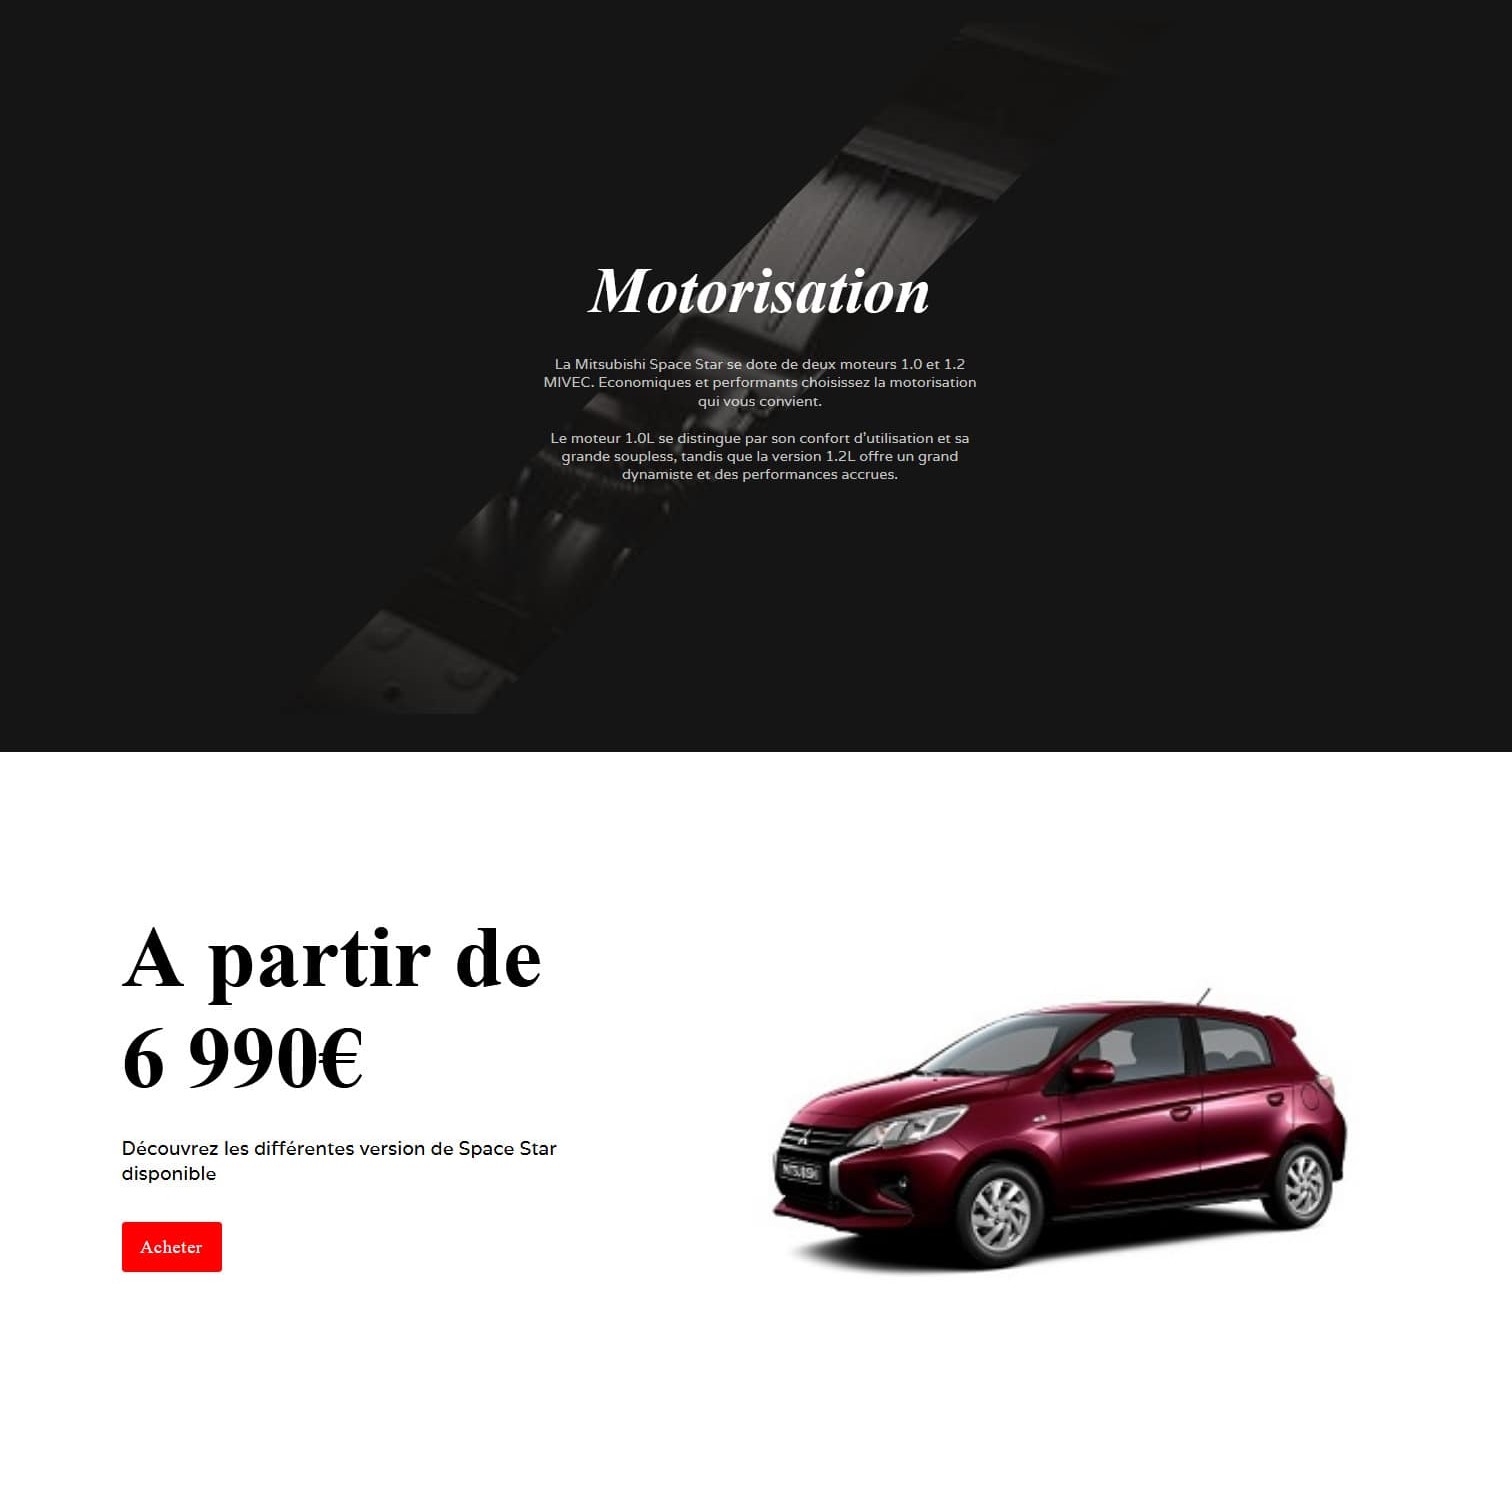 Motorisation
La Mitsubishi Space Star se dote de deux moteurs 1.0 et 1.2
MIVEC. Economiques et performants choisissez la motorisation
qui vous convient.
Le moteur 1.0L se distingue par son confort d'utilisation et sa
grande soupless, tandis que la version 1.2L offre un grand
dynamiste et des performances accrues.
A partir de
6 990€
Découvrez les différentes version de Space Star
disponible
Acheter